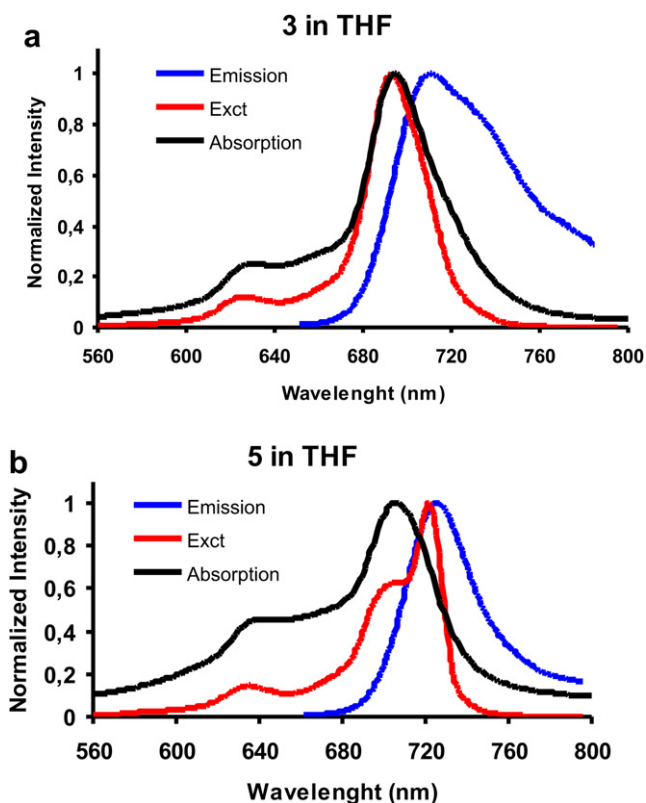 a
3 in THF
Emission
Exct
Absorption
Normalized Intensity
1
0,8
0,6
0,4
0,2
0
560 600 640 680 720 760 800
Wavelenght (nm)
b
5 in THF
Emission
Exct
Absorption
Normalized Intensity
1
0,8
0,6
0,4
0,2
0
560 600 640 680 720 760 800
Wavelenght (nm)